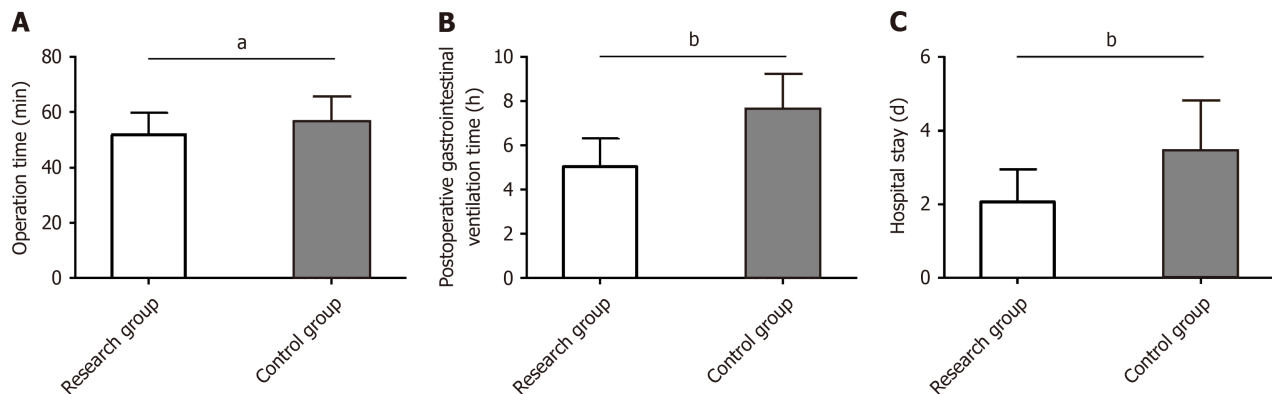 A
a
Operation time (min)
80
60
40
20
0
Research group
Control group
B
b
Postoperative gastrointestinal
ventilation time (h)
10
8
6
4
2
0
Research group
Control group
C
b
Hospital stay (d)
6
4
2
0
Research group
Control group